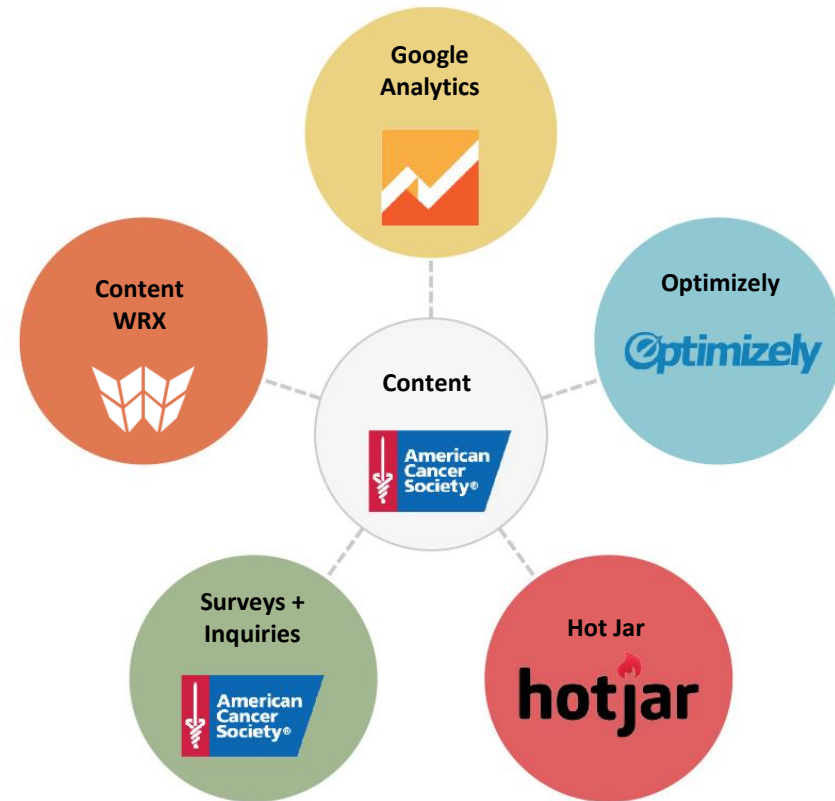 Google
Analytics
Content
WRX
Optimizely
Optimizely
Content
American
Cancer
Society®
Surveys +
Inquiries
American
Cancer
Society®
Hot Jar
hotjar